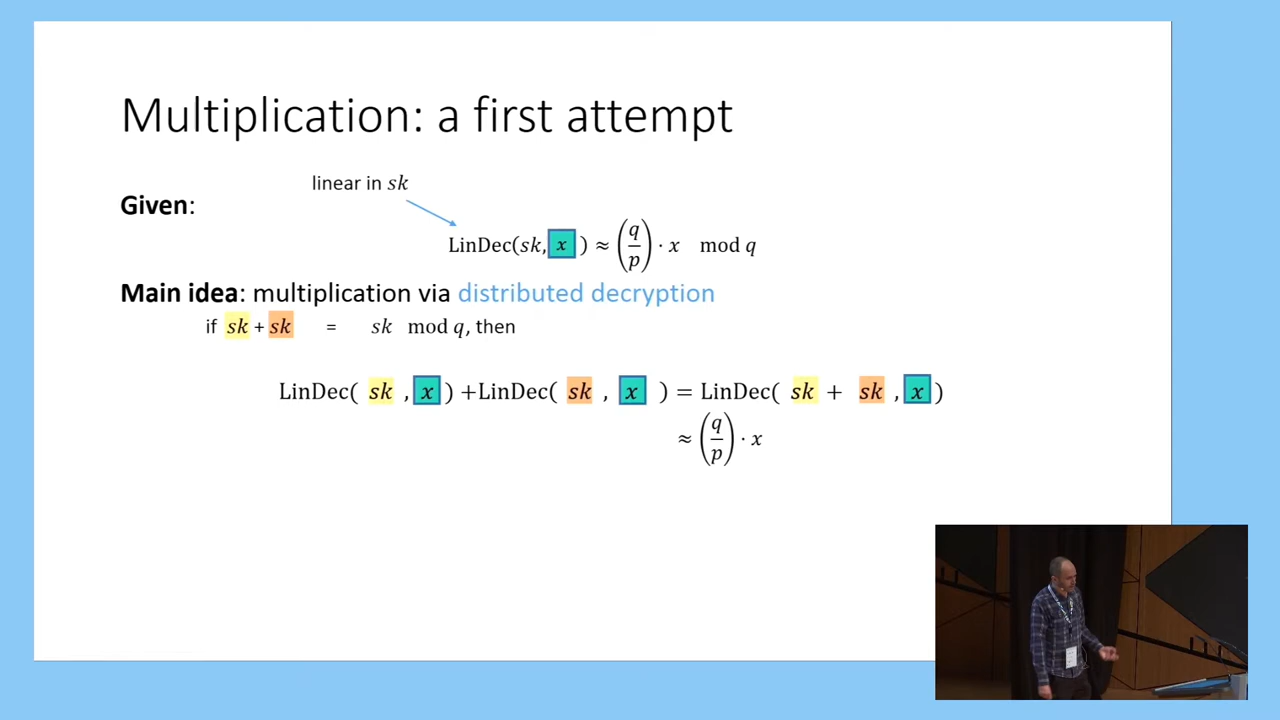 Multiplication: a first attempt
linear in sk
Given:
LinDec(sk, x ) ≈ (q/p) · x mod q
Main idea: multiplication via distributed decryption
if sk + sk = sk mod q, then
LinDec( sk , x ) +LinDec( sk , x ) = LinDec( sk + sk , x )
≈ (q/p) · x